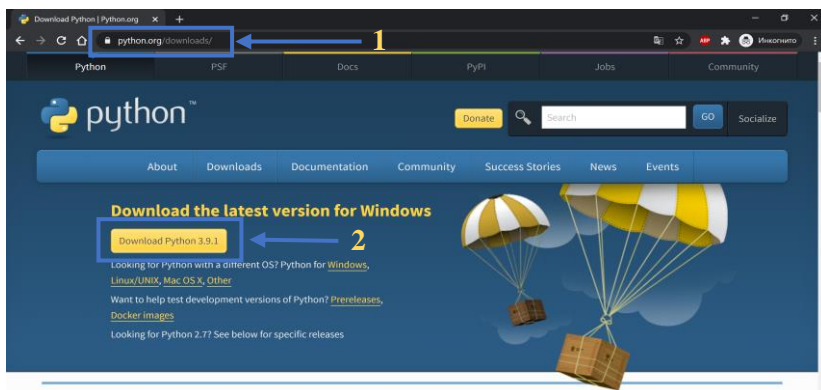 Download Python | Python.org
python.org/downloads/
1
ABP
Инкогнито
Python
PSF
Docs
PyPI
Jobs
Community
python™
Donate
Search
GO
Socialize
About
Downloads
Documentation
Community
Success Stories
News
Events
Download the latest version for Windows
Download Python 3.9.1
2
Looking for Python with a different OS? Python for Windows,
Linux/UNIX, Mac OS X, Other
Want to help test development versions of Python? Prereleases,
Docker images
Looking for Python 2.7? See below for specific releases